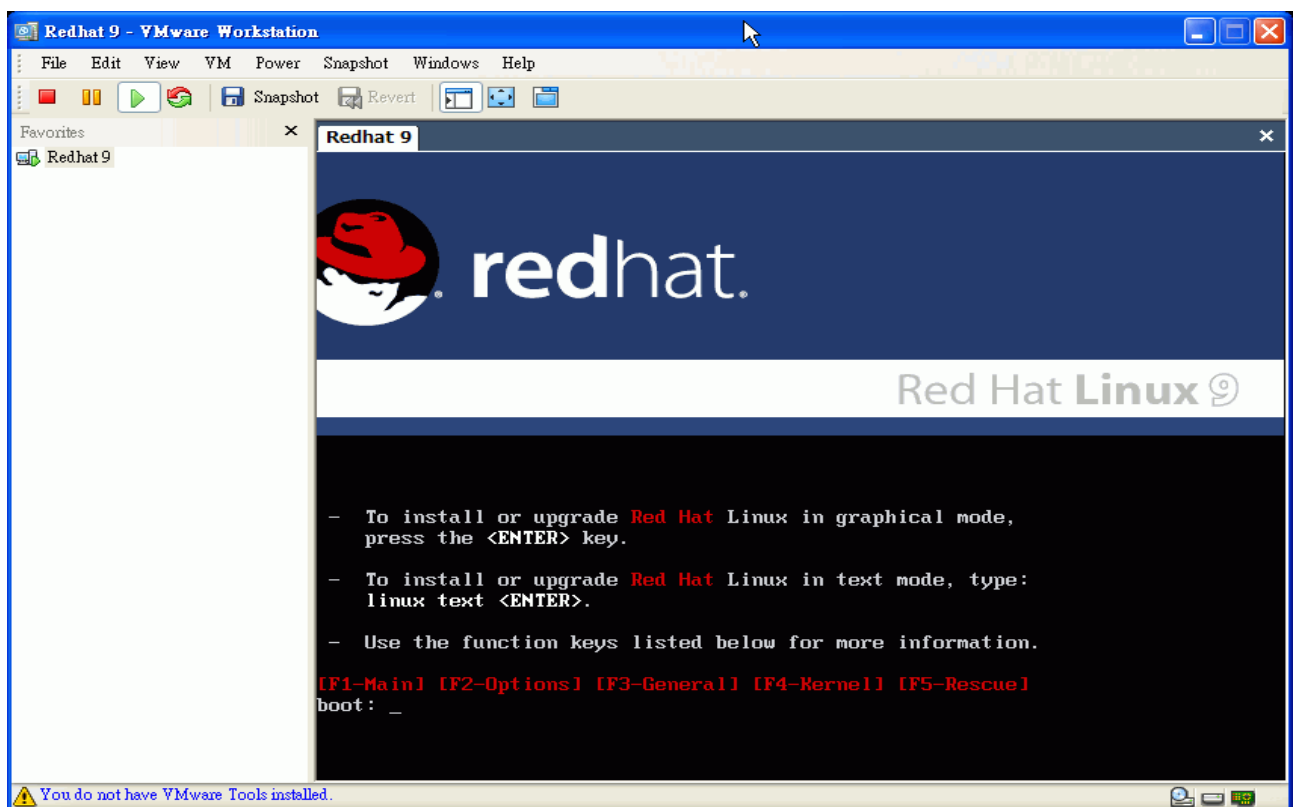 Redhat 9 - VMware Workstation
File Edit View VM Power Snapshot Windows Help
Snapshot Revert
Favorites
Redhat 9
Redhat 9
redhat.
Red Hat Linux 9
- To install or upgrade Red Hat Linux in graphical mode,
press the <ENTER> key.
- To install or upgrade Red Hat Linux in text mode, type:
linux text <ENTER>.
- Use the function keys listed below for more information.
[F1-Main] [F2-Options] [F3-General] [F4-Kernel] [F5-Rescue]
boot: _
You do not have VMware Tools installed.